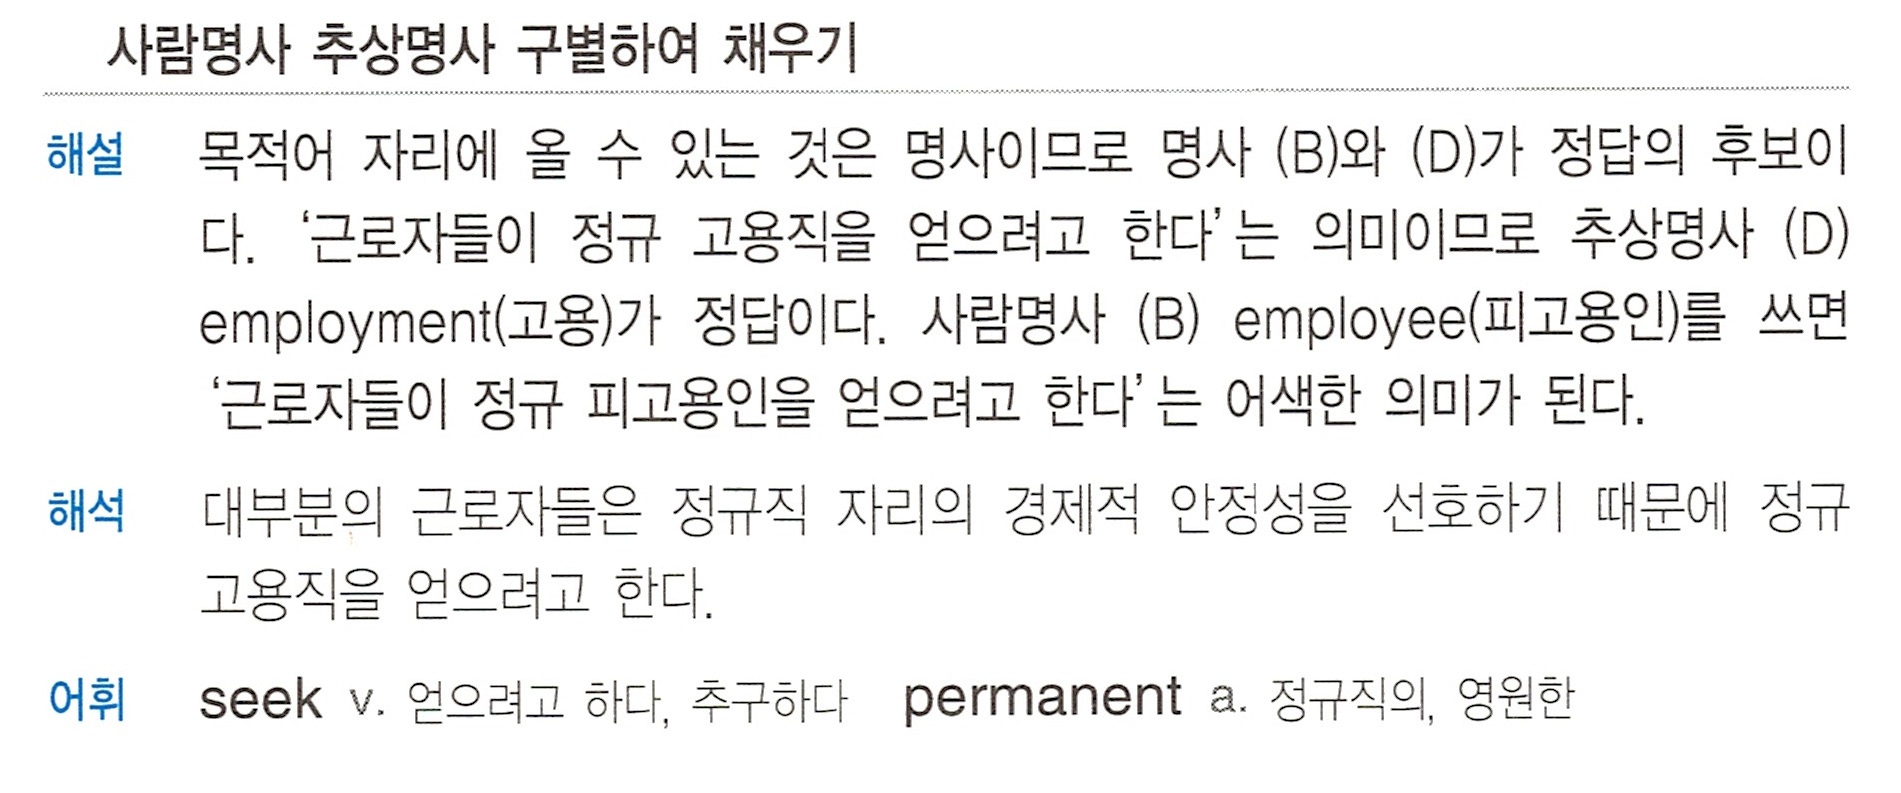 사람명사 추상명사 구별하여 채우기
해설 목적어 자리에 올 수 있는 것은 명사이므로 명사 (B)와 (D)가 정답의 후보이
다. ‘근로자들이 정규 고용직을 얻으려고 한다’는 의미이므로 추상명사 (D)
employment(고용)가 정답이다. 사람명사 (B) employee(피고용인)를 쓰면
‘근로자들이 정규 피고용인을 얻으려고 한다’는 어색한 의미가 된다.
해석 대부분의 근로자들은 정규직 자리의 경제적 안정성을 선호하기 때문에 정규
고용직을 얻으려고 한다.
어휘 seek v. 얻으려고 하다, 추구하다 permanent a. 정규직의, 영원한